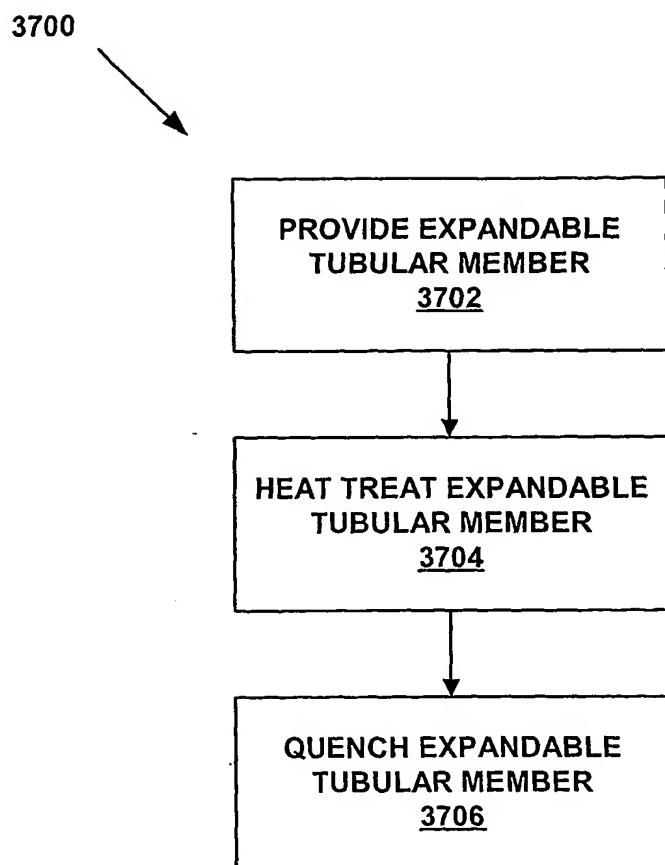 3700
PROVIDE EXPANDABLE
TUBULAR MEMBER
3702
HEAT TREAT EXPANDABLE
TUBULAR MEMBER
3704
QUENCH EXPANDABLE
TUBULAR MEMBER
3706